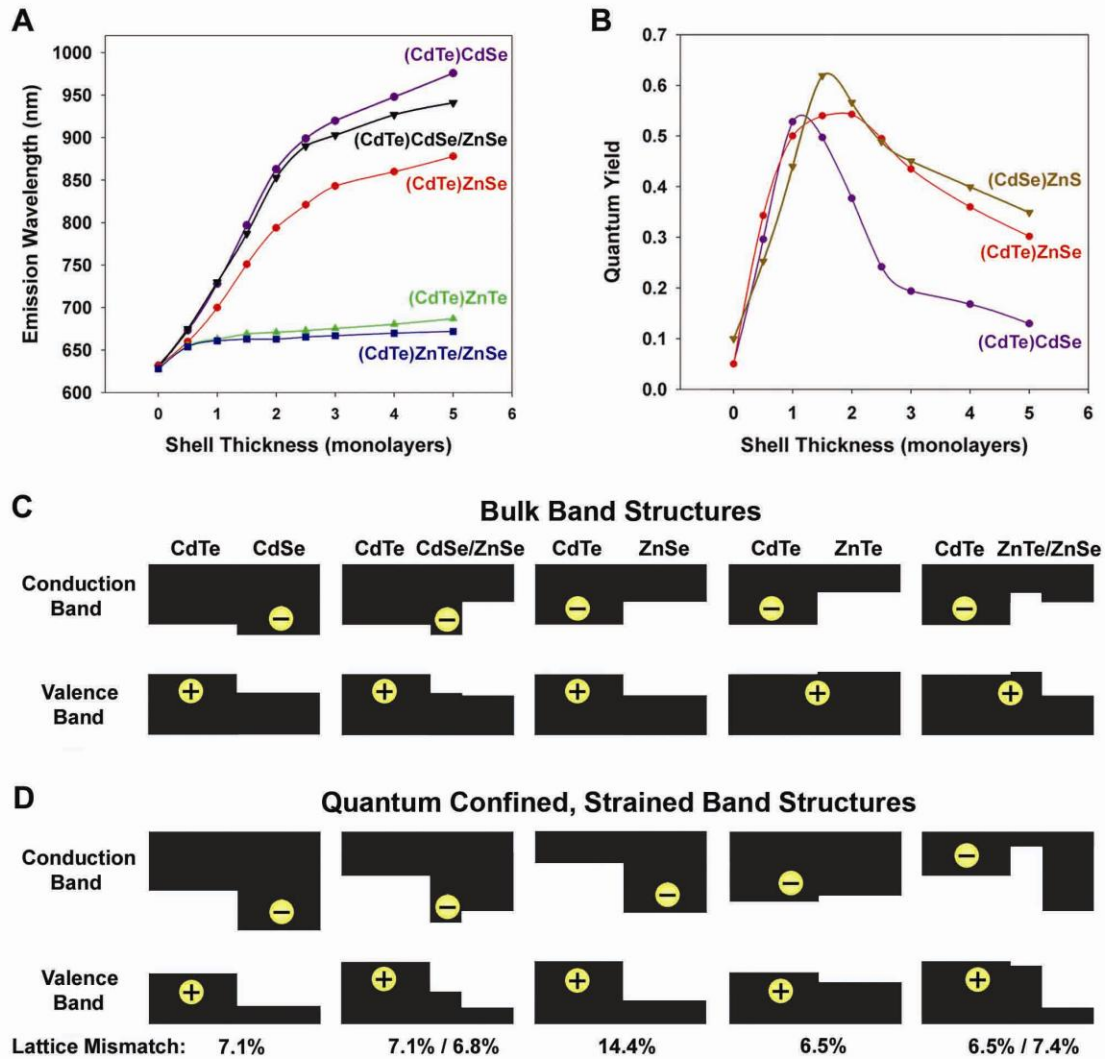 A
Emission Wavelength (nm)
1000
950
900
850
800
750
700
650
600
(CdTe)CdSe
(CdTe)CdSe/ZnSe
(CdTe)ZnSe
(CdTe)ZnTe
(CdTe)ZnTe/ZnSe
0 1 2 3 4 5 6
Shell Thickness (monolayers)
B
Quantum Yield
0.7
0.6
0.5
0.4
0.3
0.2
0.1
0.0
(CdSe)ZnS
(CdTe)ZnSe
(CdTe)CdSe
0 1 2 3 4 5 6
Shell Thickness (monolayers)
C
Bulk Band Structures
CdTe CdSe CdTe CdSe/ZnSe CdTe ZnSe CdTe ZnTe CdTe ZnTe/ZnSe
Conduction
Band
− − − − −
Valence
Band
+ + + + +
D
Quantum Confined, Strained Band Structures
Conduction
Band
− − − − −
Valence
Band
+ + + + +
Lattice Mismatch: 7.1% 7.1% / 6.8% 14.4% 6.5% 6.5% / 7.4%